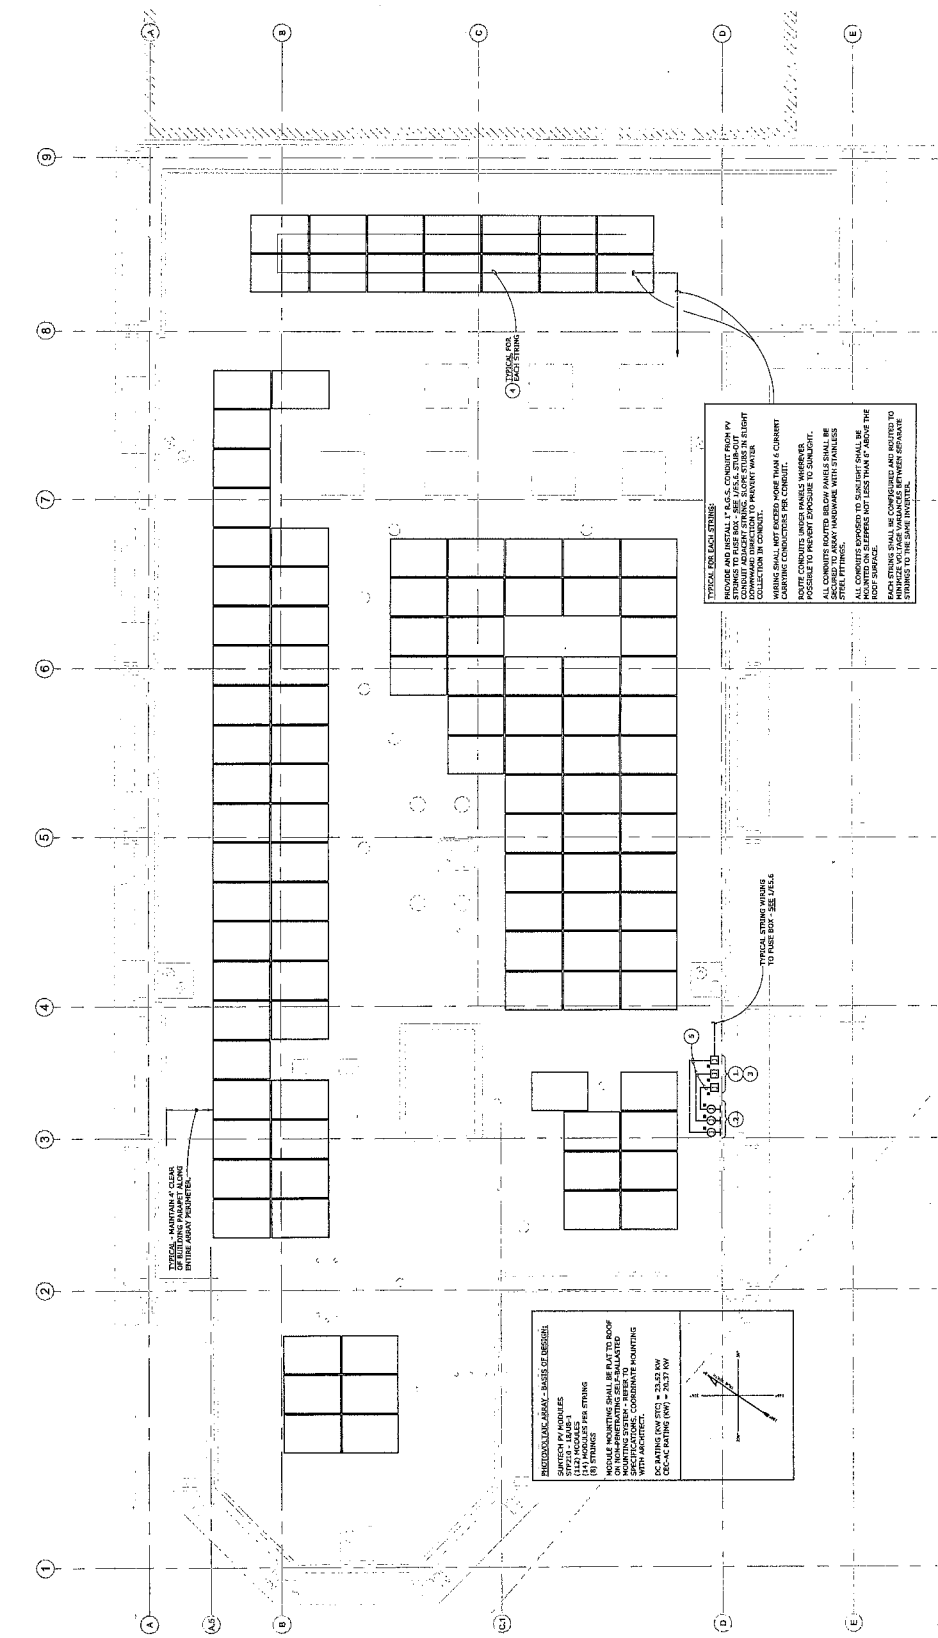 A
B
C
D
E
9
8
7
6
5
4
3
2
1
A
A.5
B
C.1
D
E
4
TYPICAL FOR
EACH STRING
TYPICAL FOR EACH STRING:
PROVIDE AND INSTALL 1" R.G.S. CONDUIT FROM PV
STRINGS TO FUSE BOX - SEE 1/E5.6. STUB-OUT
CONDUIT ADJACENT STRING. SLOPE STUBS IN SLIGHT
DOWNWARD DIRECTION TO PREVENT WATER
COLLECTION IN CONDUIT.
WIRING SHALL NOT EXCEED MORE THAN 6 CURRENT
CARRYING CONDUCTORS PER CONDUIT.
ROUTE CONDUITS UNDER PANELS WHEREVER
POSSIBLE TO PREVENT EXPOSURE TO SUNLIGHT.
ALL CONDUITS ROUTED BELOW PANELS SHALL BE
SECURED TO ARRAY HARDWARE WITH STAINLESS
STEEL FITTINGS.
ALL CONDUITS EXPOSED TO SUNLIGHT SHALL BE
MOUNTED ON SLEEPERS NOT LESS THAN 6" ABOVE THE
ROOF SURFACE.
EACH STRING SHALL BE CONFIGURED AND ROUTED TO
MINIMIZE VOLTAGE VARIANCES BETWEEN SEPARATE
STRINGS TO THE SAME INVERTER.
TYPICAL STRING WIRING
TO FUSE BOX - SEE 1/E5.6
5
1
3
2
TYPICAL - MAINTAIN 4' CLEAR
OF BUILDING PARAPET ALONG
ENTIRE ARRAY PERIMETER.
PHOTOVOLTAIC ARRAY - BASIS OF DESIGN:
SUNTECH PV MODULES
STP210 - 18/UB-1
(112) MODULES
(14) MODULES PER STRING
(8) STRINGS
MODULE MOUNTING SHALL BE FLAT TO ROOF
ON NON-PENETRATING SELF-BALLASTED
MOUNTING SYSTEM - REFER TO
SPECIFICATIONS. COORDINATE MOUNTING
WITH ARCHITECT.
DC RATING (KW STC) = 23.52 KW
CEC-AC RATING (KW) = 20.37 KW